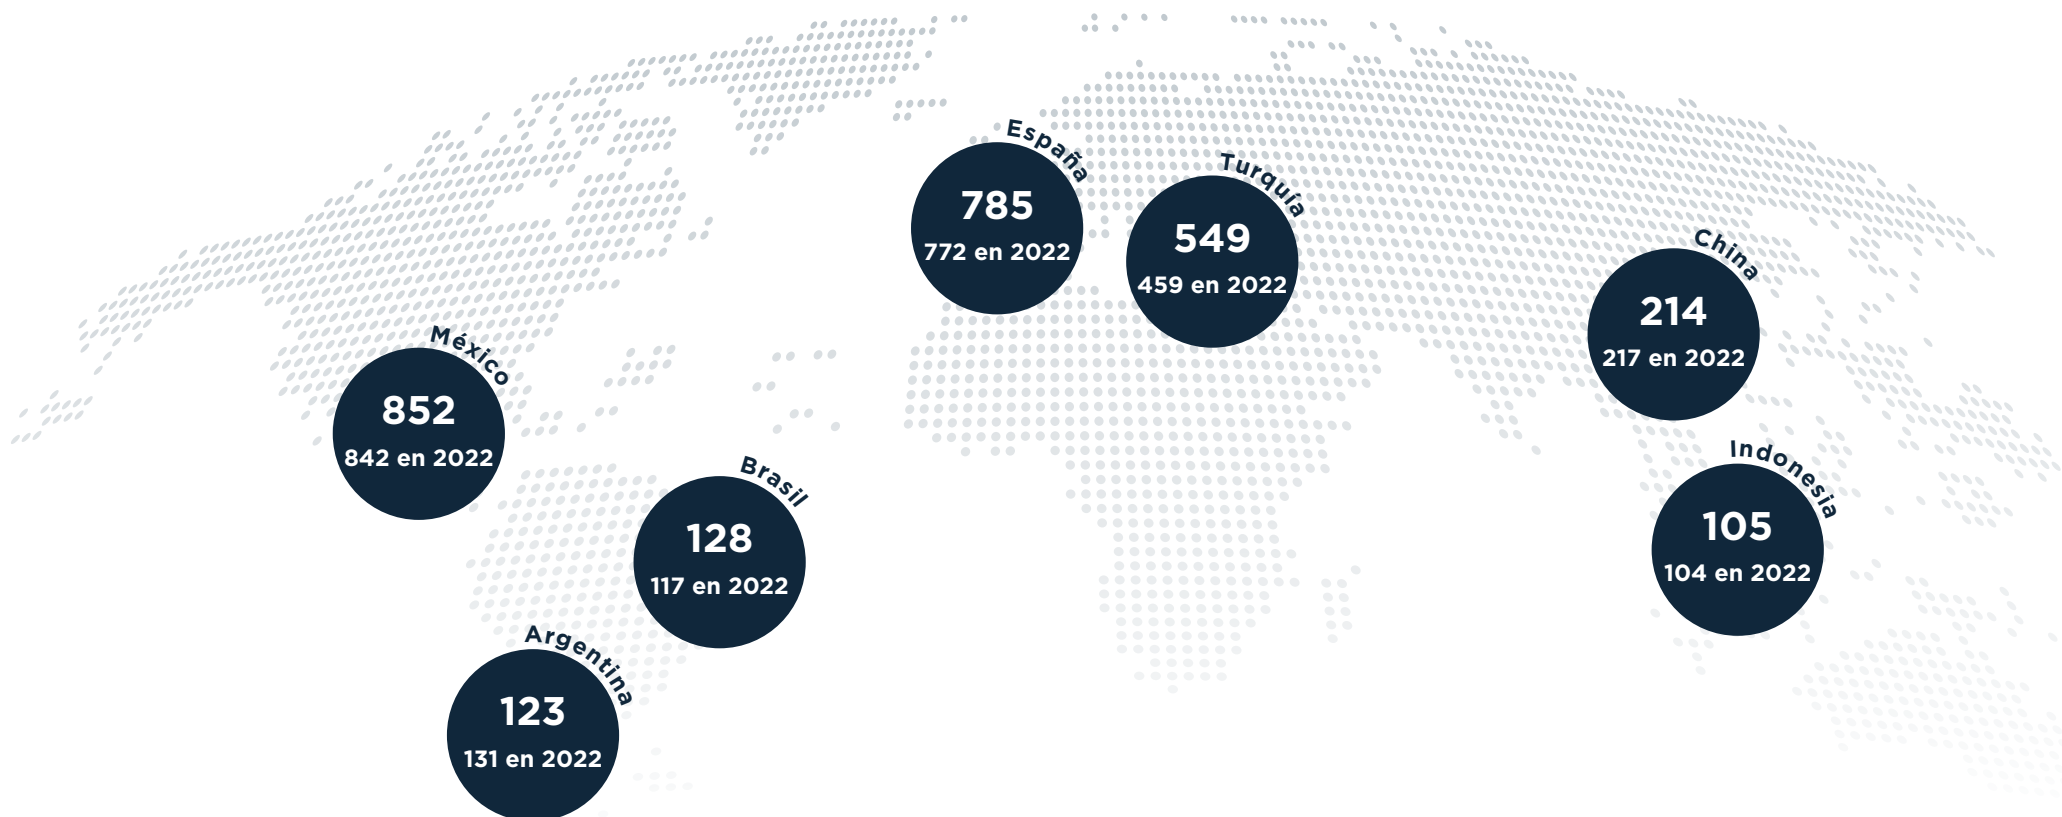 España
785
772 en 2022
Turquía
549
459 en 2022
China
214
217 en 2022
México
852
842 en 2022
Indonesia
105
104 en 2022
Brasil
128
117 en 2022
Argentina
123
131 en 2022